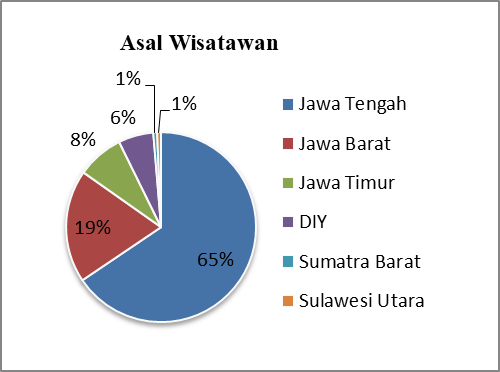 Asal Wisatawan
1%
1%
6%
8%
19%
65%
Jawa Tengah
Jawa Barat
Jawa Timur
DIY
Sumatra Barat
Sulawesi Utara